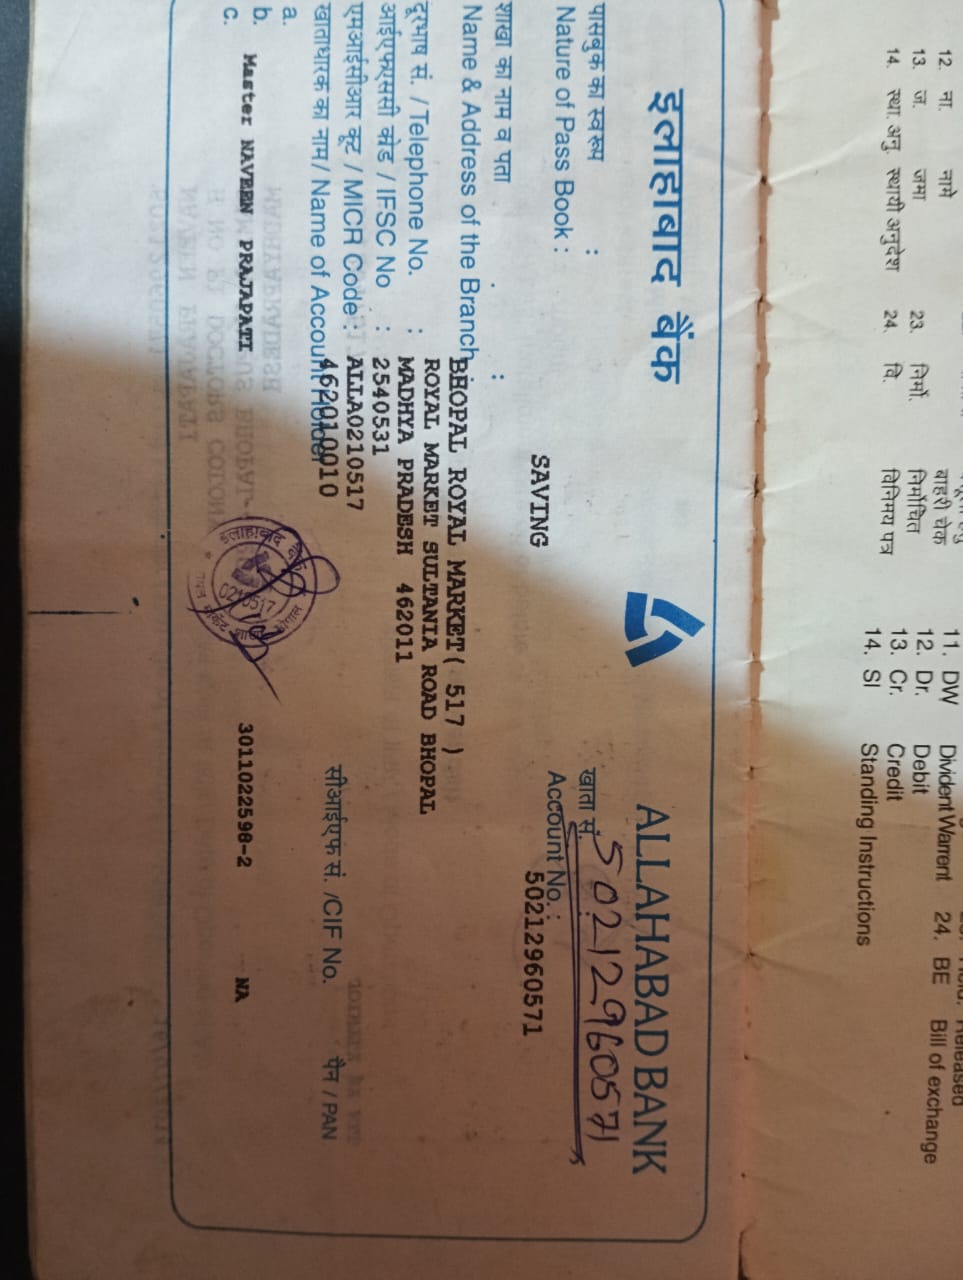 इलाहाबाद बैंक ALLAHABAD BANK
पासबुक का स्वरूप :
Nature of Pass Book :
SAVING
खाता सं. 50212960571
Account No. :
50212960571
शाखा का नाम व पता :
Name & Address of the Branch :
BHOPAL ROYAL MARKET( 517 )
ROYAL MARKET SULTANIA ROAD BHOPAL
MADHYA PRADESH 462011
दूरभाष सं. / Telephone No. :
2540531
आईएफएससी कोड / IFSC No :
ALLA0210517
एमआईसीआर कूट / MICR Code :
462010010
खाताधारक का नाम/ Name of Account Holder
सीआईएफ सं. /CIF No.
पैन / PAN
a.
b. Master NAVEEN PRAJAPATI 3011022598-2 NA
c.
इलाहाबाद बैंक
0210517
12. ना. नामे
13. ज. जमा 23. निर्मो. निर्मोचित
14. स्था. अनु. स्थायी अनुदेश 24. वि. विनिमय पत्र
बाहरी चेक
11. DW Divident Warrent
12. Dr. Debit 24. BE Bill of exchange
13. Cr. Credit
14. SI Standing Instructions
Released